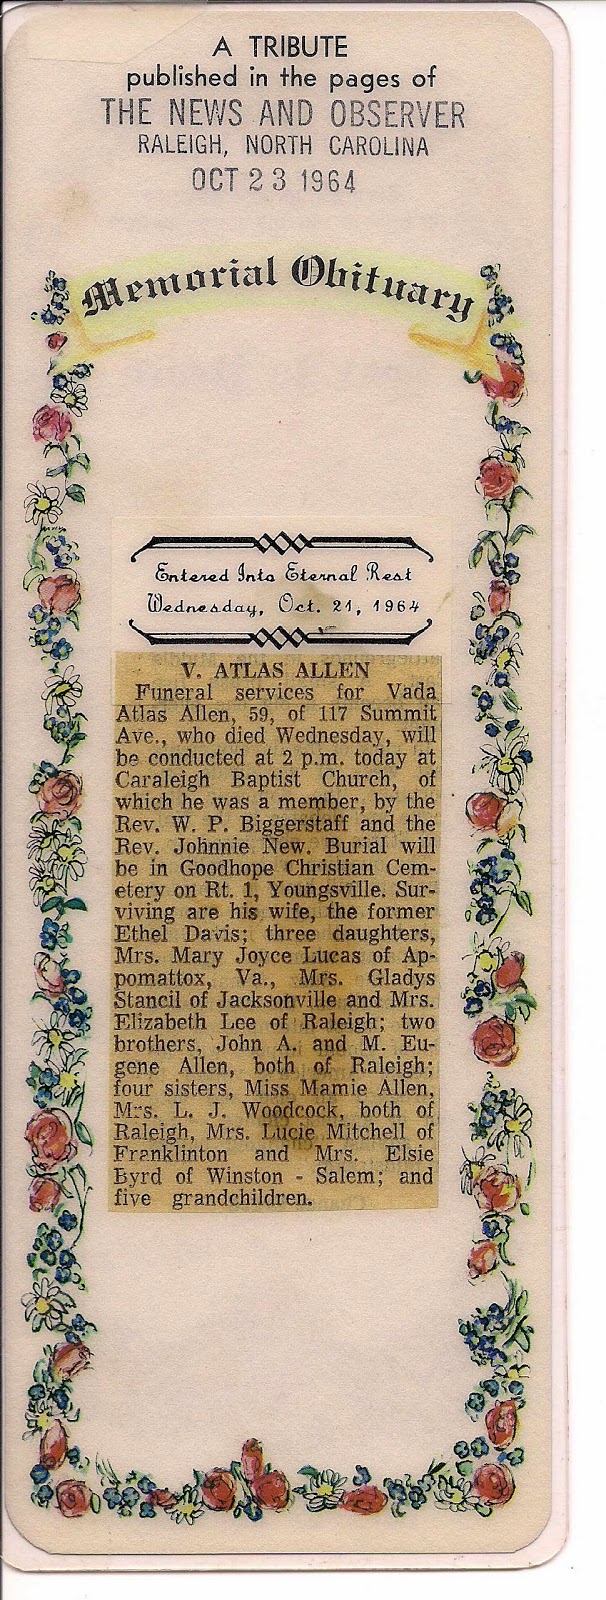 A TRIBUTE
published in the pages of
THE NEWS AND OBSERVER
RALEIGH, NORTH CAROLINA
OCT 23 1964
Memorial Obituary
Entered Into Eternal Rest
Wednesday, Oct. 21, 1964
V. ATLAS ALLEN
Funeral services for Vada
Atlas Allen, 59, of 117 Summit
Ave., who died Wednesday, will
be conducted at 2 p.m. today at
Caraleigh Baptist Church, of
which he was a member, by the
Rev. W. P. Biggerstaff and the
Rev. Johnnie New. Burial will
be in Goodhope Christian Cem-
etery on Rt. 1, Youngsville. Sur-
viving are his wife, the former
Ethel Davis; three daughters,
Mrs. Mary Joyce Lucas of Ap-
pomattox, Va., Mrs. Gladys
Stancil of Jacksonville and Mrs.
Elizabeth Lee of Raleigh; two
brothers, John A. and M. Eu-
gene Allen, both of Raleigh;
four sisters, Miss Mamie Allen,
Mrs. L. J. Woodcock, both of
Raleigh, Mrs. Lucie Mitchell of
Franklinton and Mrs. Elsie
Byrd of Winston - Salem; and
five grandchildren.